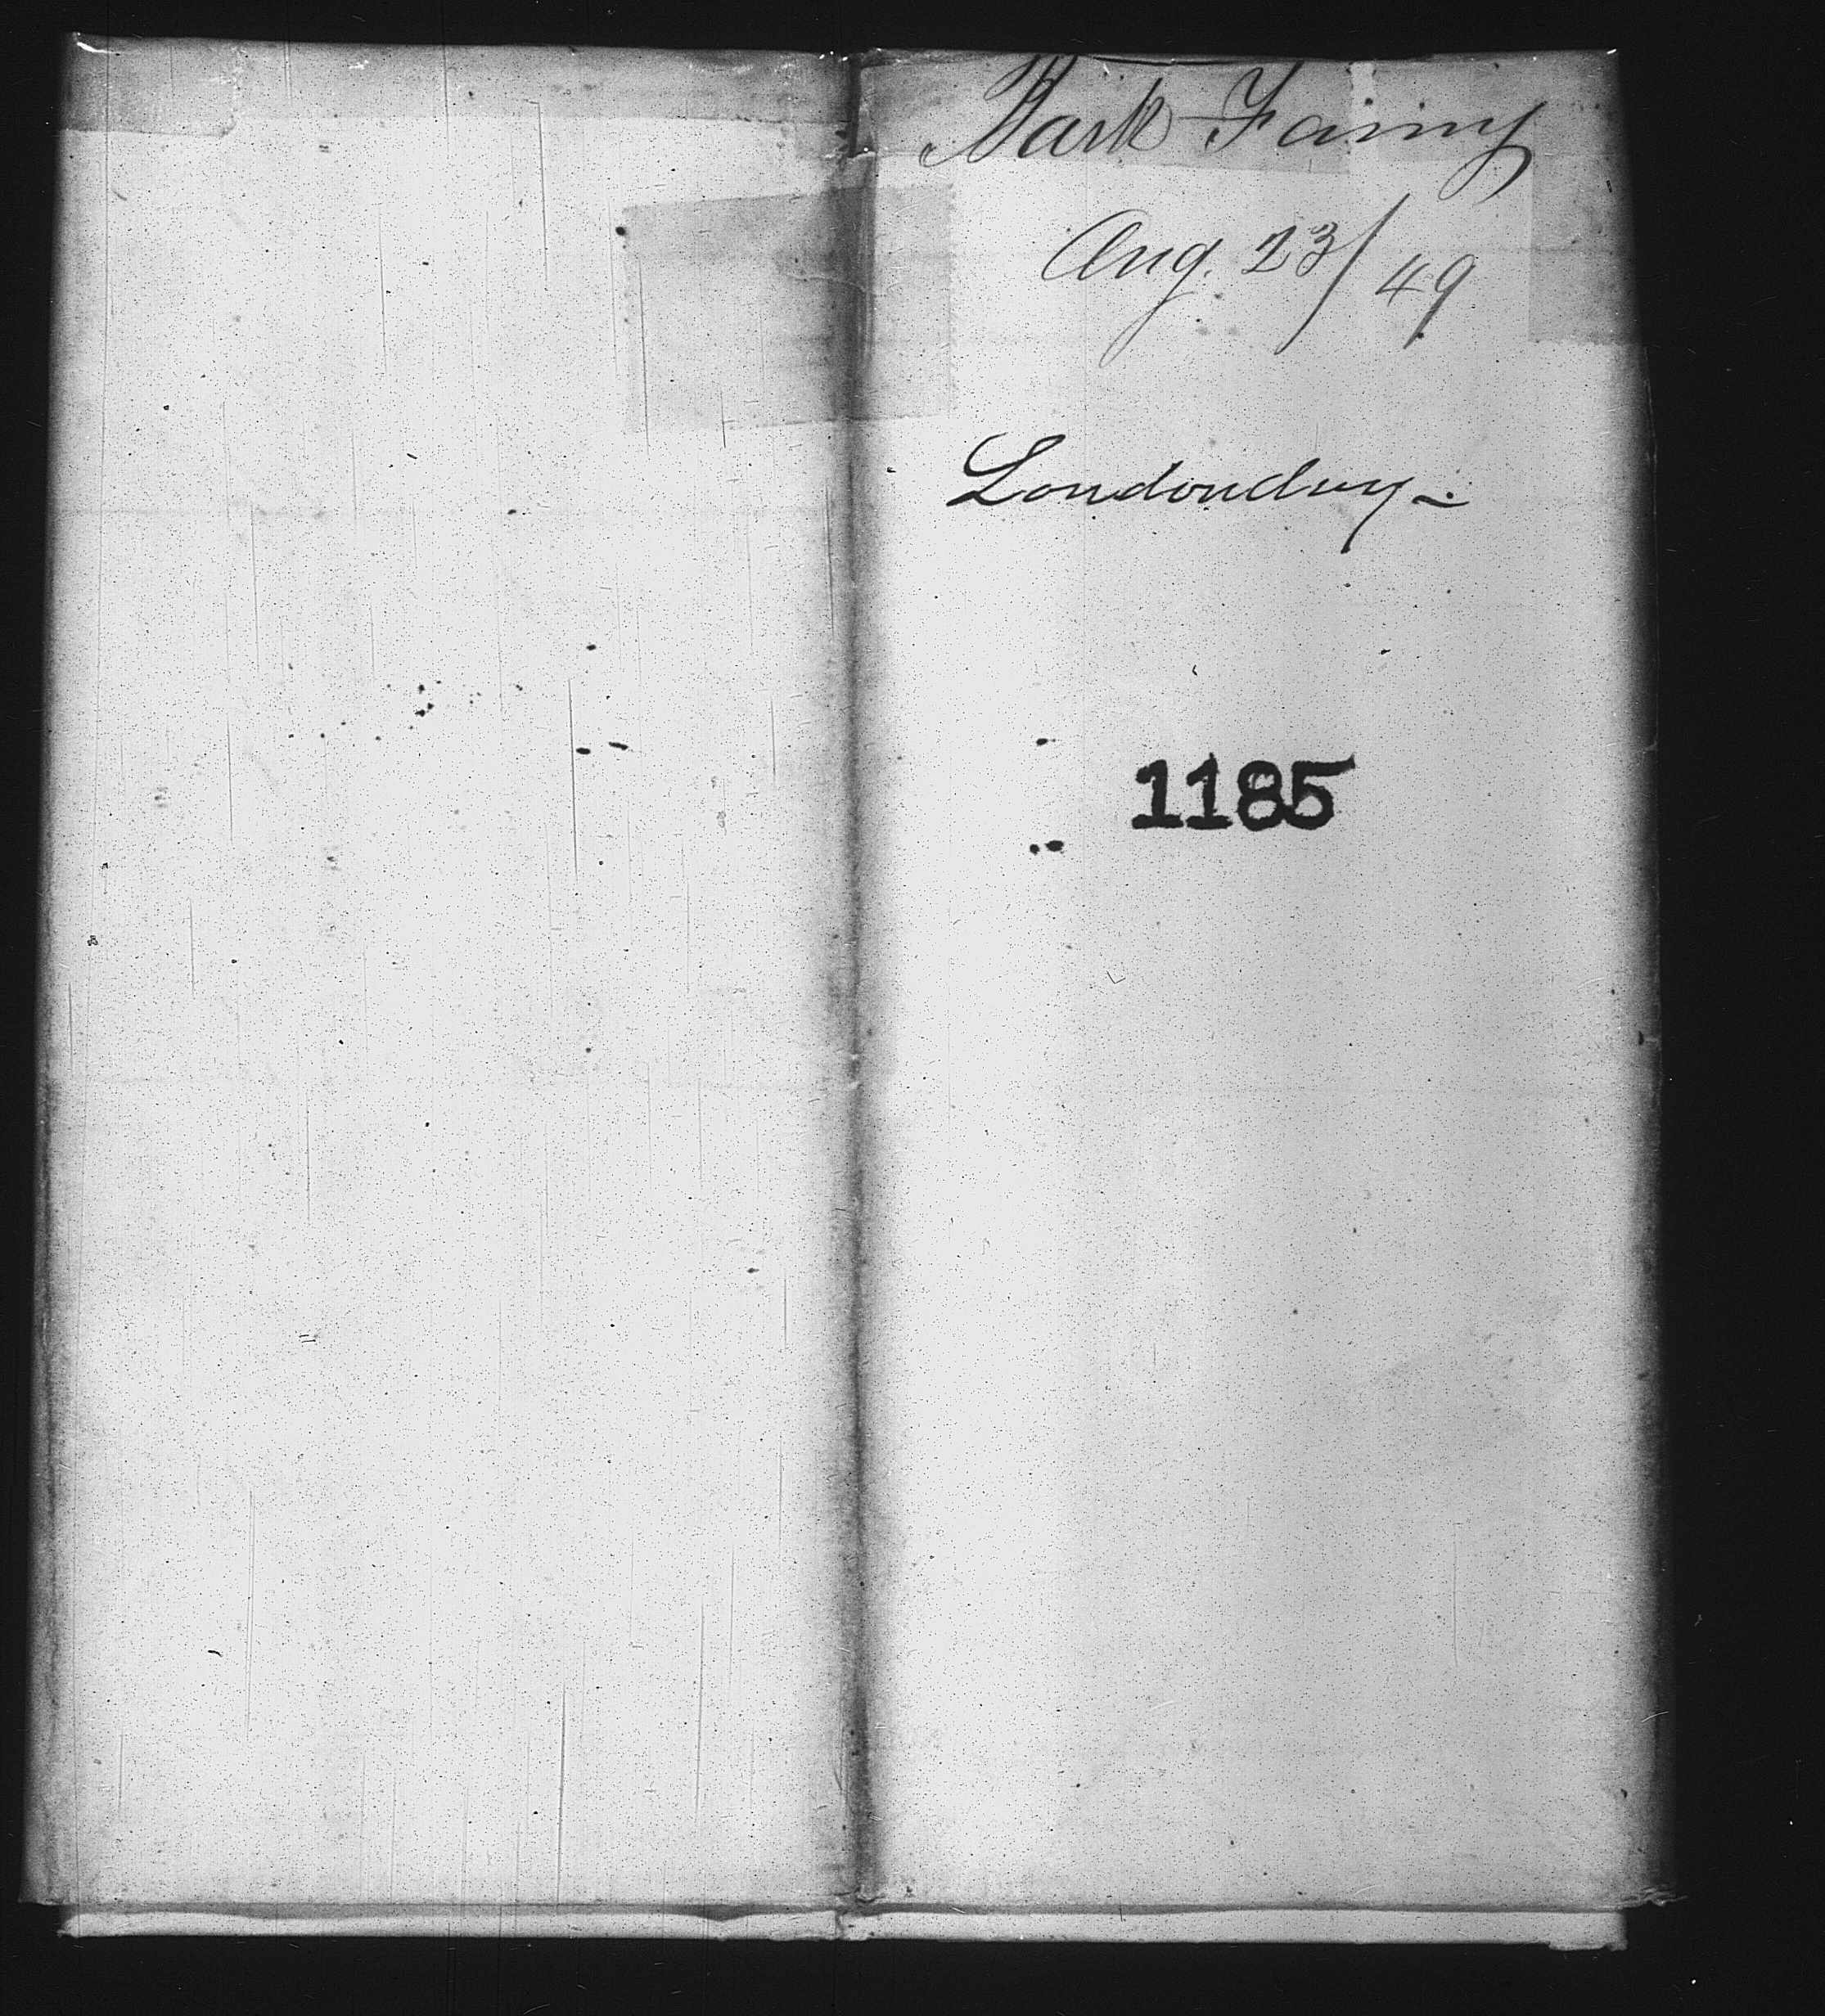 Bark Fanny
Aug. 23/49
Londonderry
1185